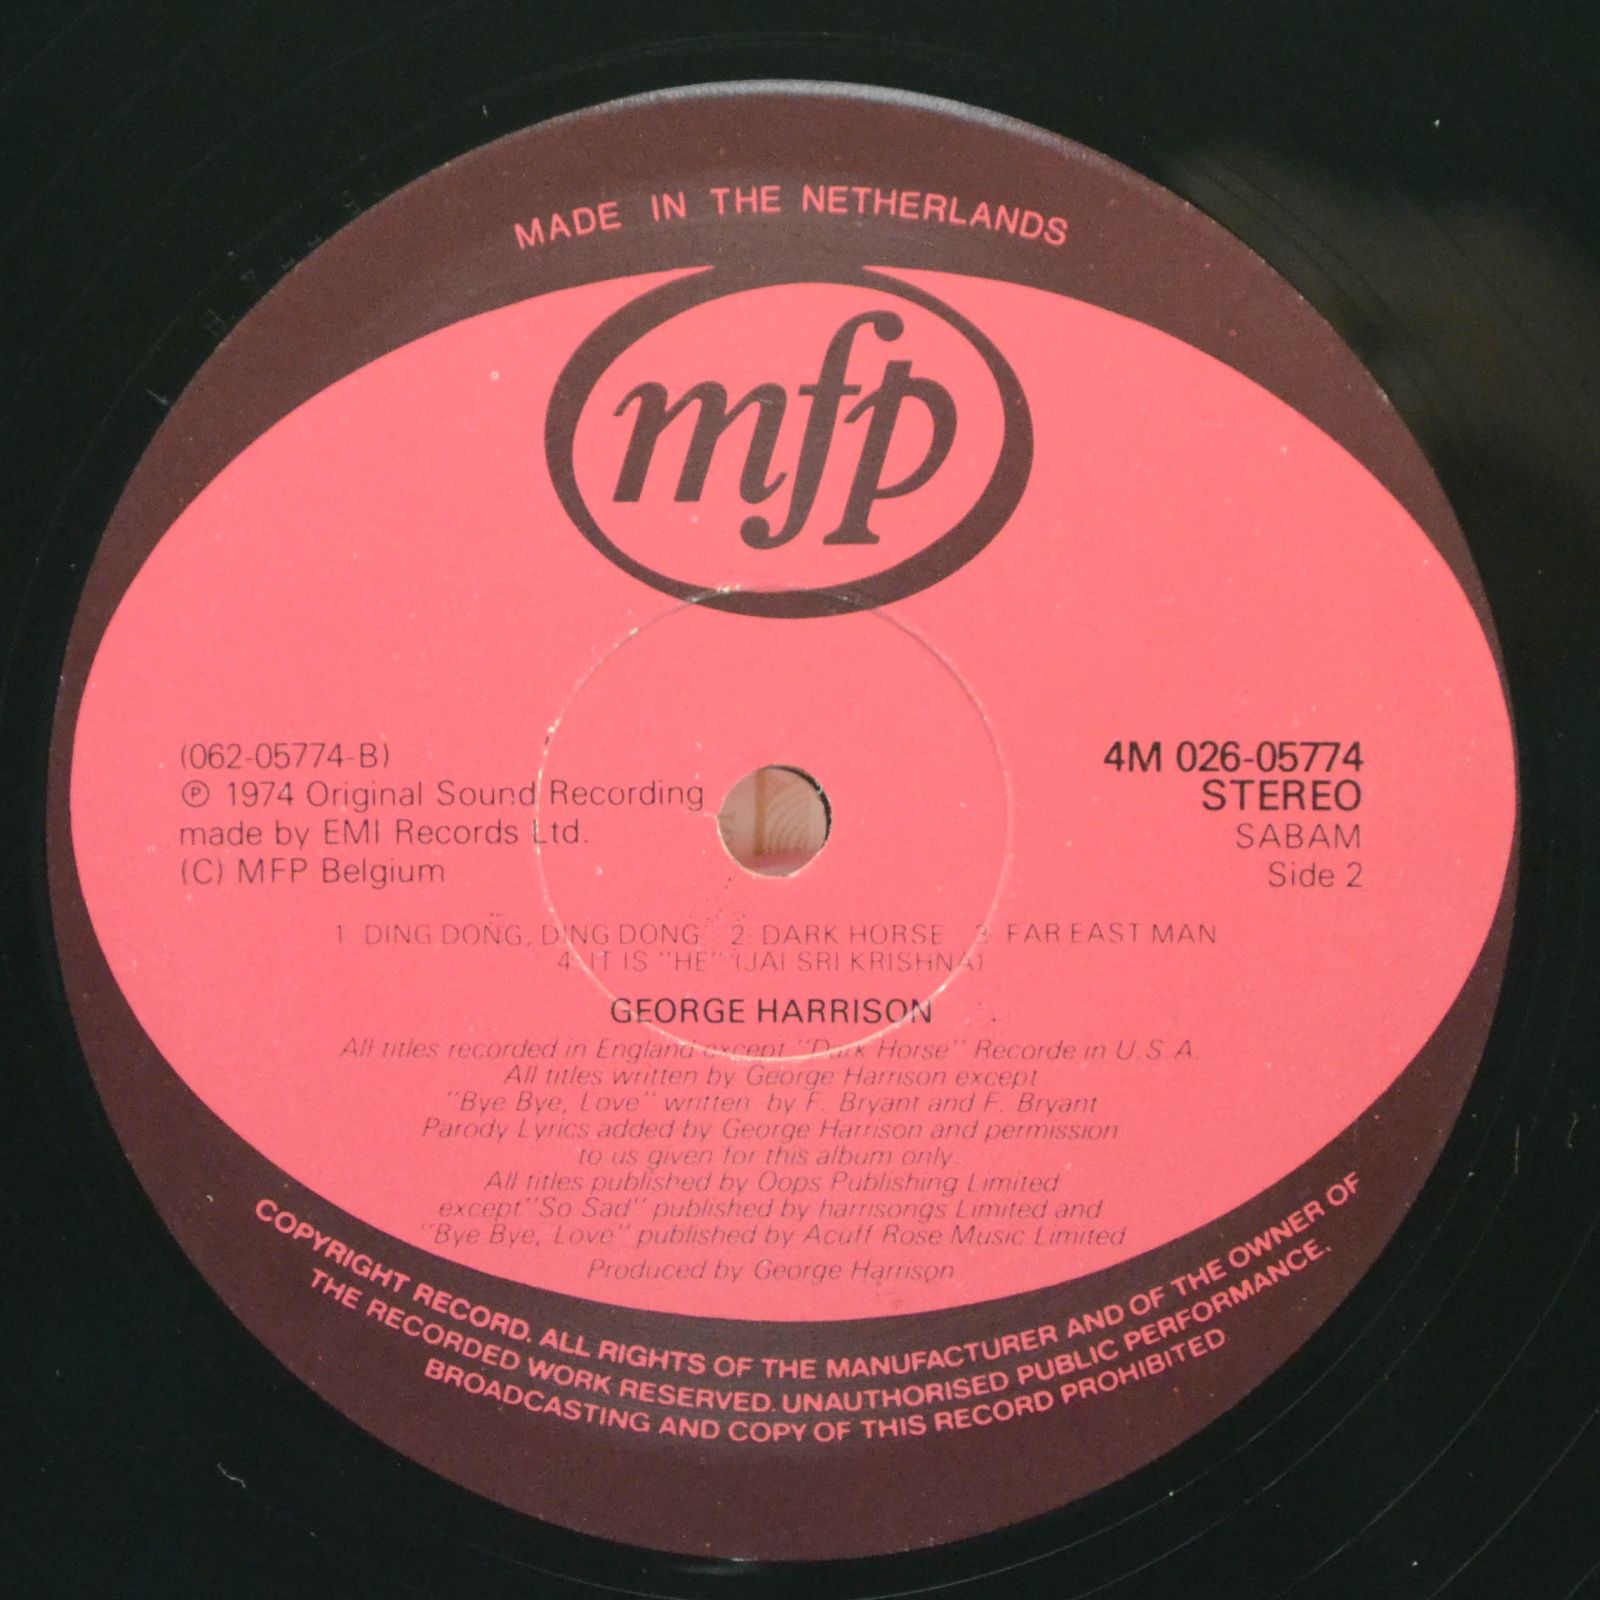 MADE IN THE NETHERLANDS
mfp
(062-05774-B)
℗ 1974 Original Sound Recording
made by EMI Records Ltd.
(C) MFP Belgium
4M 026-05774
STEREO
SABAM
Side 2
1 DING DONG, DING DONG 2 DARK HORSE 3 FAR EAST MAN
4 IT IS "HE" (JAI SRI KRISHNA)
GEORGE HARRISON
All titles recorded in England except "Dark Horse" Recorde in U.S.A.
All titles written by George Harrison except
"Bye Bye, Love" written by F. Bryant and F. Bryant
Parody Lyrics added by George Harrison and permission
to us given for this album only.
All titles published by Oops Publishing Limited
except "So Sad" published by harrisongs Limited and
"Bye Bye, Love" published by Acuff Rose Music Limited
Produced by George Harrison
COPYRIGHT RECORD. ALL RIGHTS OF THE MANUFACTURER AND OF THE OWNER OF
THE RECORDED WORK RESERVED. UNAUTHORISED PUBLIC PERFORMANCE.
BROADCASTING AND COPY OF THIS RECORD PROHIBITED